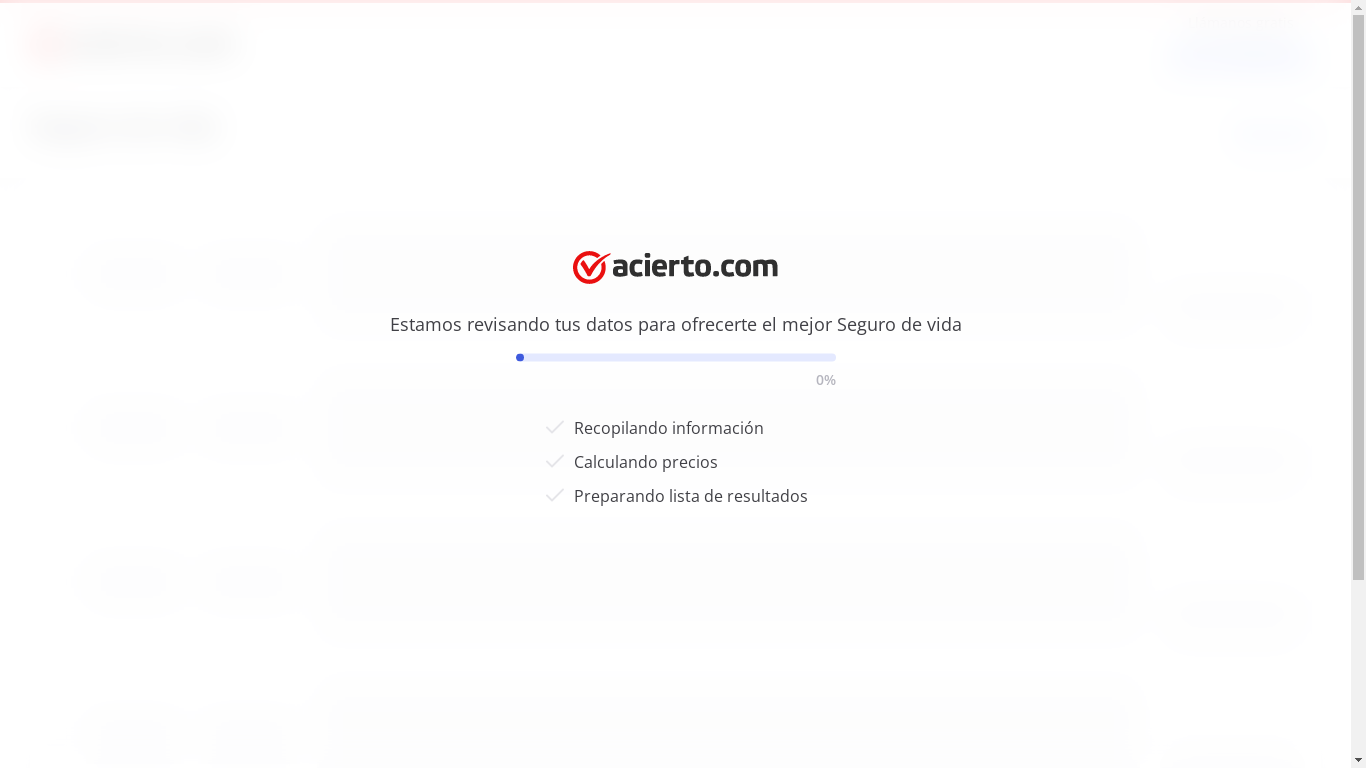 acierto.com
Estamos revisando tus datos para ofrecerte el mejor Seguro de vida
0%
Recopilando información
Calculando precios
Preparando lista de resultados